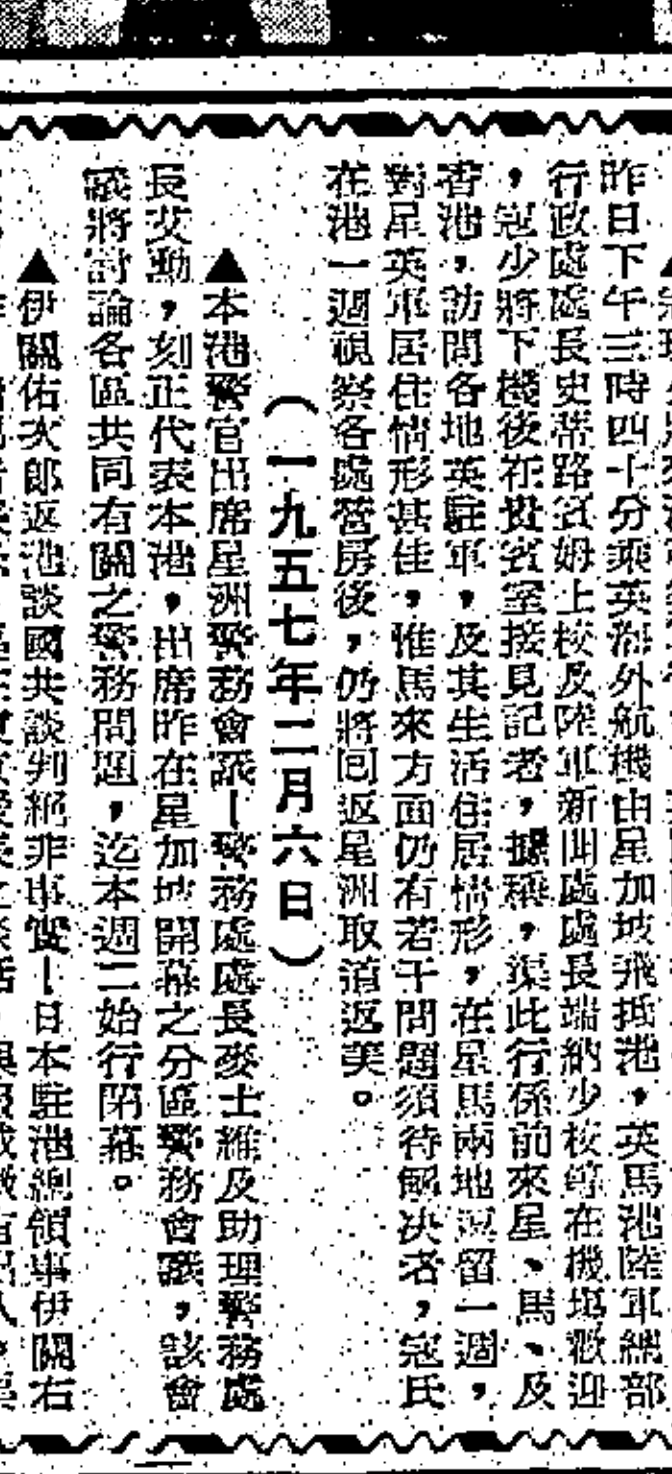 昨日下午三時四十分乘英海外航機由星加坡飛抵港，英馬港陸軍總部
行政處處長史蒂路賓姆上校及陸軍新聞處處長端納少校等在機場歡迎
，寇少將下機後在貴賓室接見記者，據稱，渠此行係前來星、馬、及
香港，訪問各地英駐軍，及其生活住居情形，在星馬兩地逗留一週，
對星英軍居住情形甚佳，惟馬來方面仍有若干問題須待解決者，寇氏
在港一週視察各處營房後，仍將回返星洲取道返英。
（一九五七年二月六日）
▲本港警官出席星洲警務會議ー警務處處長麥士維及助理警務處
長艾勳，刻正代表本港，出席昨在星加坡開幕之分區警務會議，該會
議將討論各區共同有關之警務問題，迄本週二始行閉幕。
▲伊關佑次郎返港談國共談判絕非事實ー日本駐港總領事伊關右